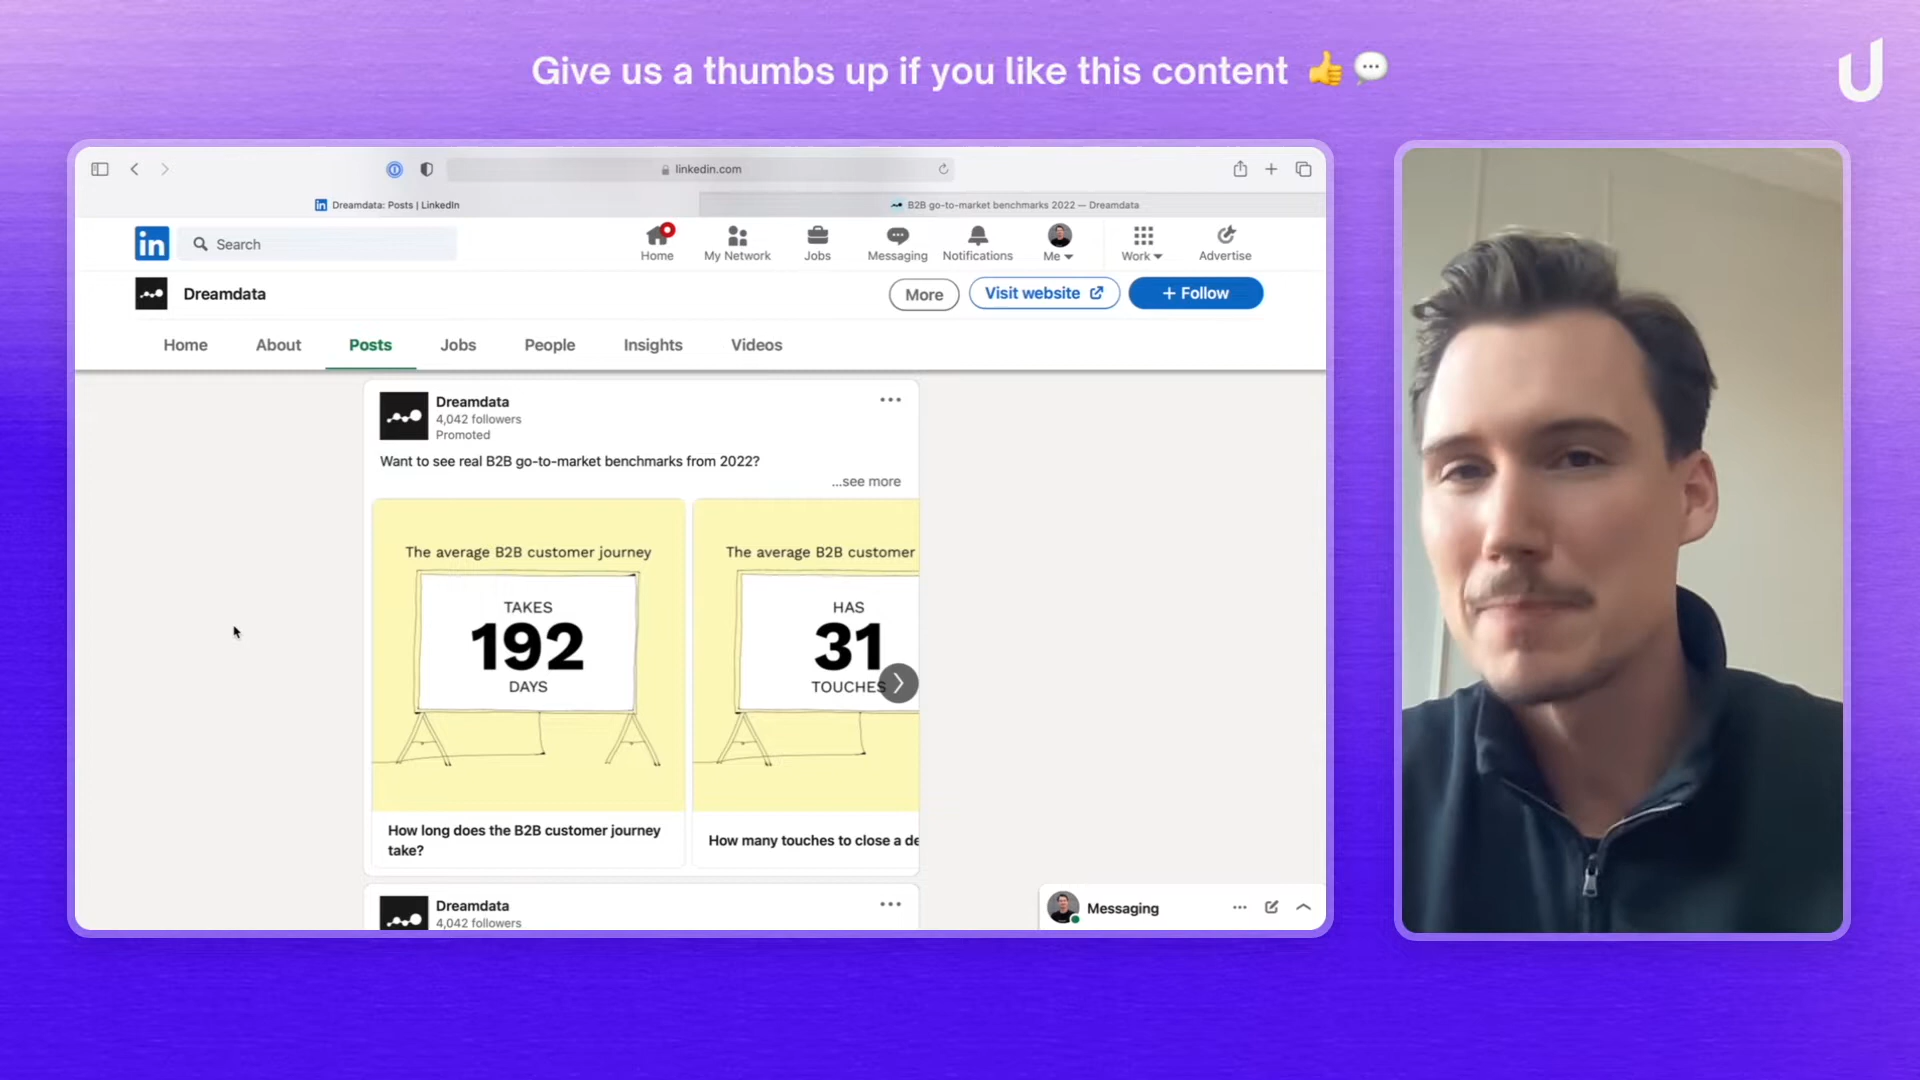 Give us a thumbs up if you like this content
linkedin.com
Dreamdata: Posts | LinkedIn
B2B go-to-market benchmarks 2022 — Dreamdata
in
Search
Home
My Network
Jobs
Messaging
Notifications
Me
Work
Advertise
Dreamdata
More
Visit website
+ Follow
Home
About
Posts
Jobs
People
Insights
Videos
Dreamdata
4,042 followers
Promoted
Want to see real B2B go-to-market benchmarks from 2022?
...see more
The average B2B customer journey
TAKES
192
DAYS
How long does the B2B customer journey
take?
The average B2B customer
HAS
31
TOUCHES
How many touches to close a de
Dreamdata
4,042 followers
Messaging